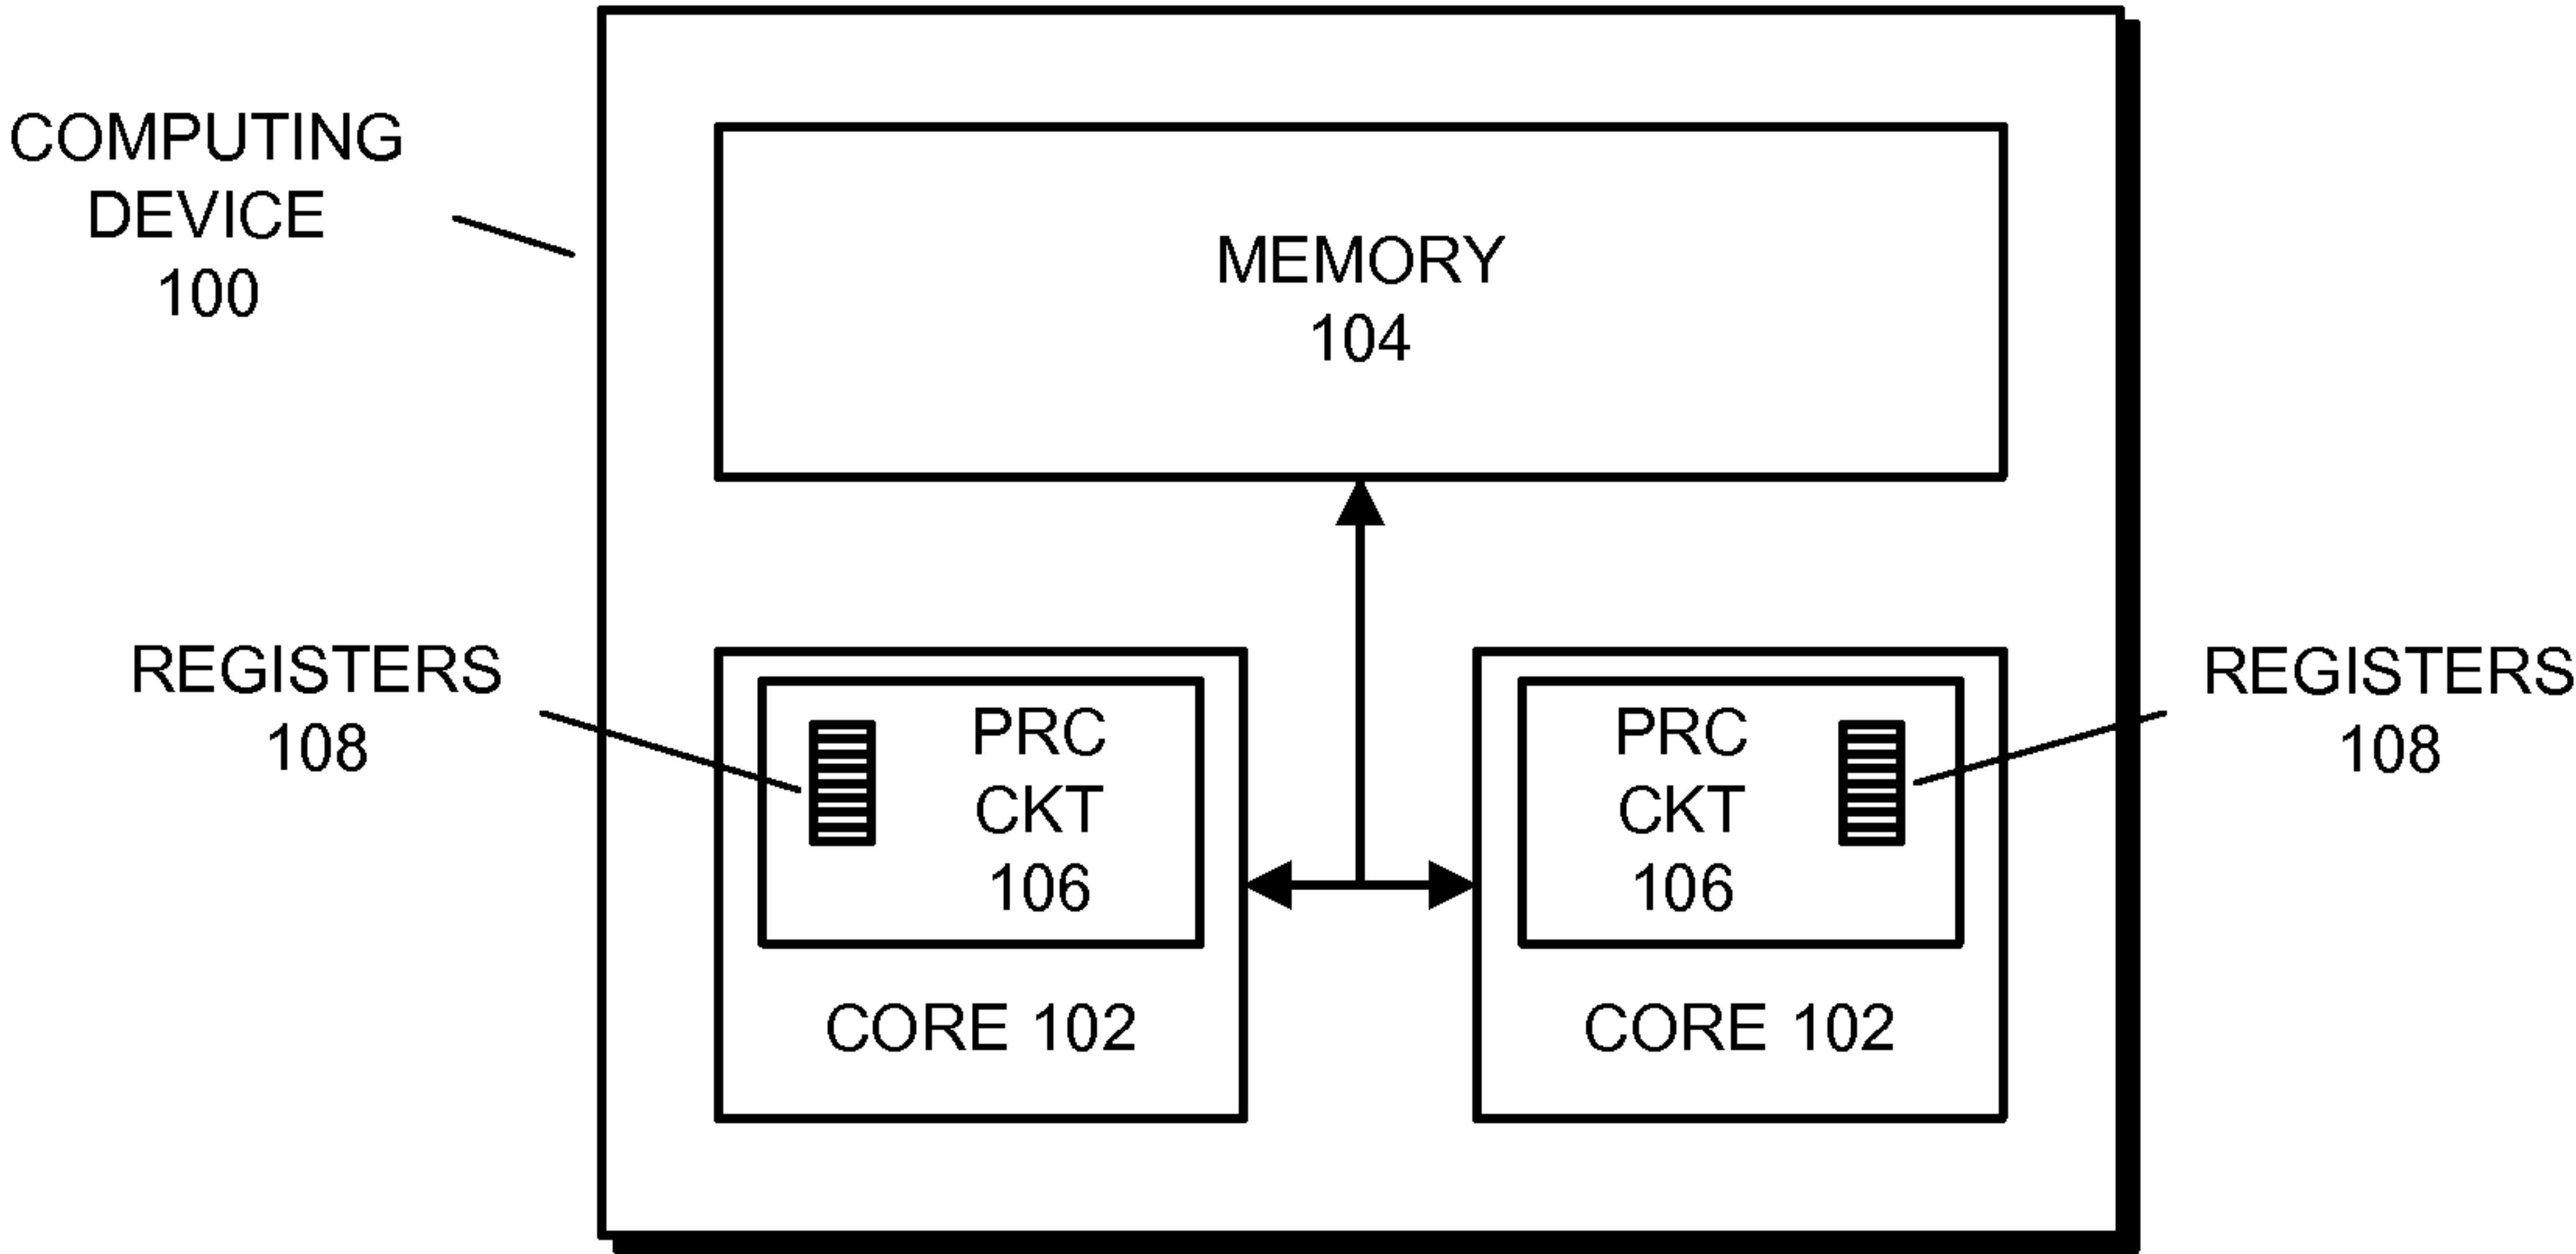 COMPUTING
DEVICE
100
MEMORY
104
REGISTERS
108
PRC
CKT
106
CORE 102
PRC
CKT
106
CORE 102
REGISTERS
108